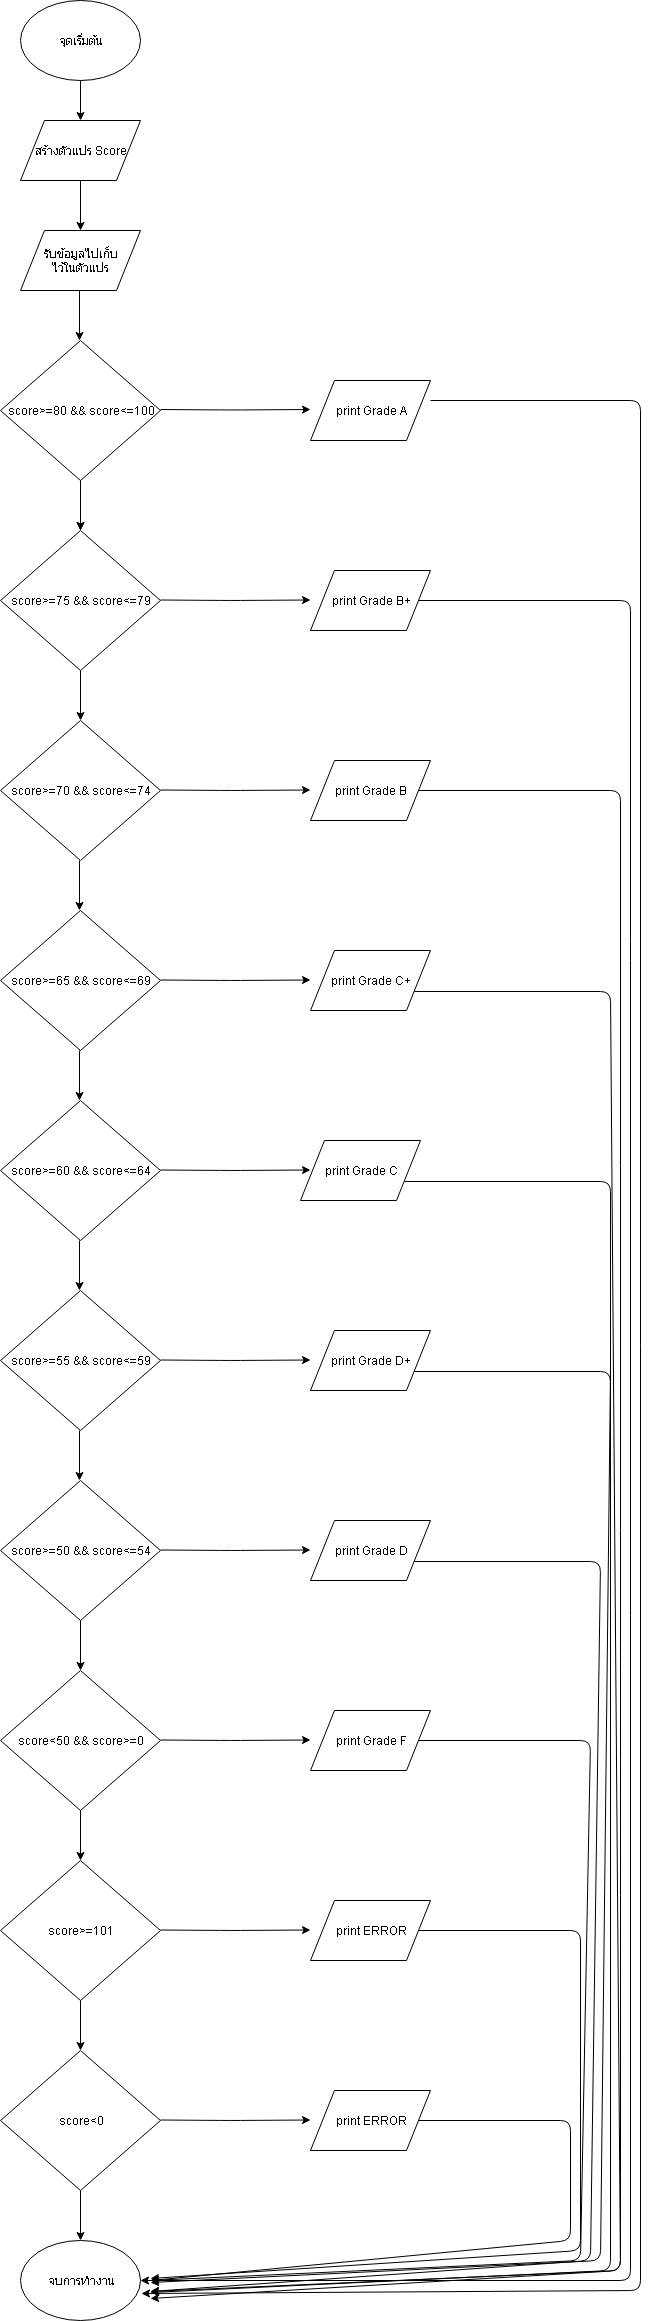 จุดเริ่มต้น
สร้างตัวแปร Score
รับข้อมูลไปเก็บ
ไว้ในตัวแปร
score>=80 && score<=100
print Grade A
score>=75 && score<=79
print Grade B+
score>=70 && score<=74
print Grade B
score>=65 && score<=69
print Grade C+
score>=60 && score<=64
print Grade C
score>=55 && score<=59
print Grade D+
score>=50 && score<=54
print Grade D
score<50 && score>=0
print Grade F
score>=101
print ERROR
score<0
print ERROR
จบการทำงาน